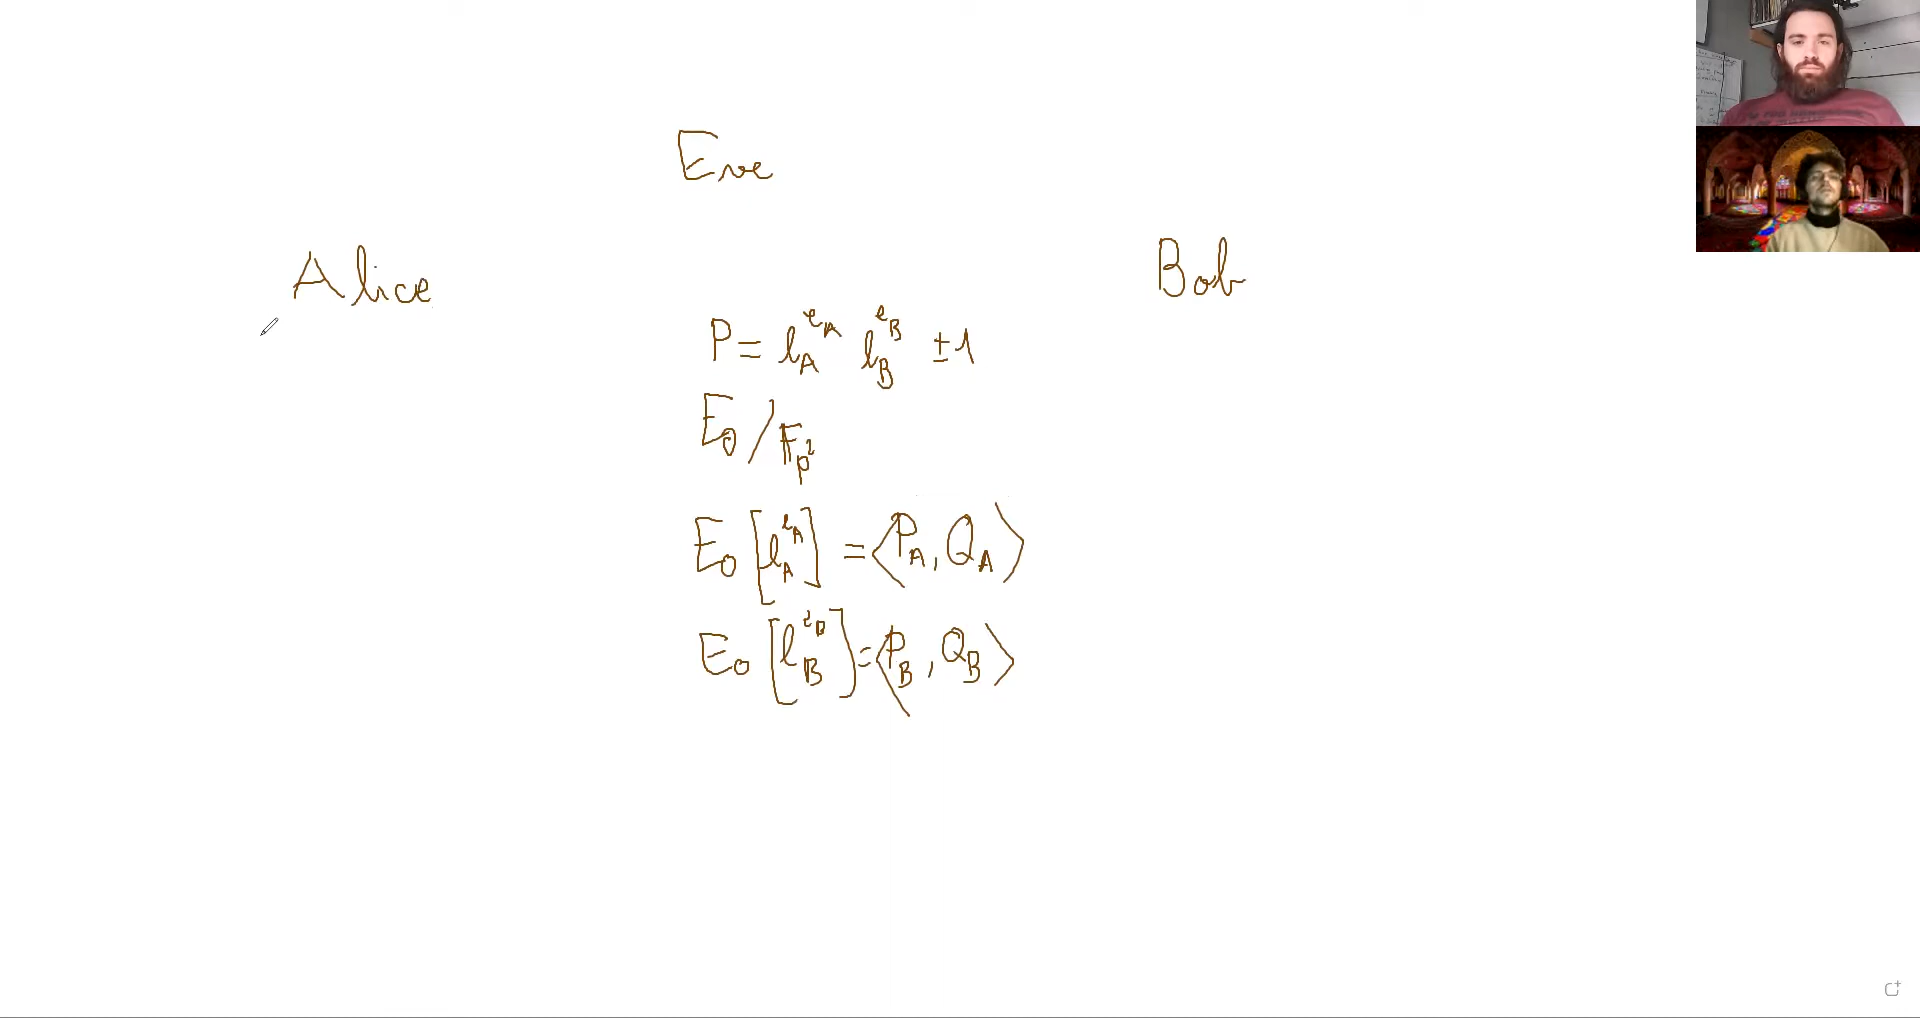 Eve
Alice
Bob
P = l_A^{e_A} l_B^{e_B} ±1
E_0 / F_{p^2}
E_0 [l_A^{e_A}] = ⟨P_A, Q_A⟩
E_0 [l_B^{e_B}] = ⟨P_B, Q_B⟩